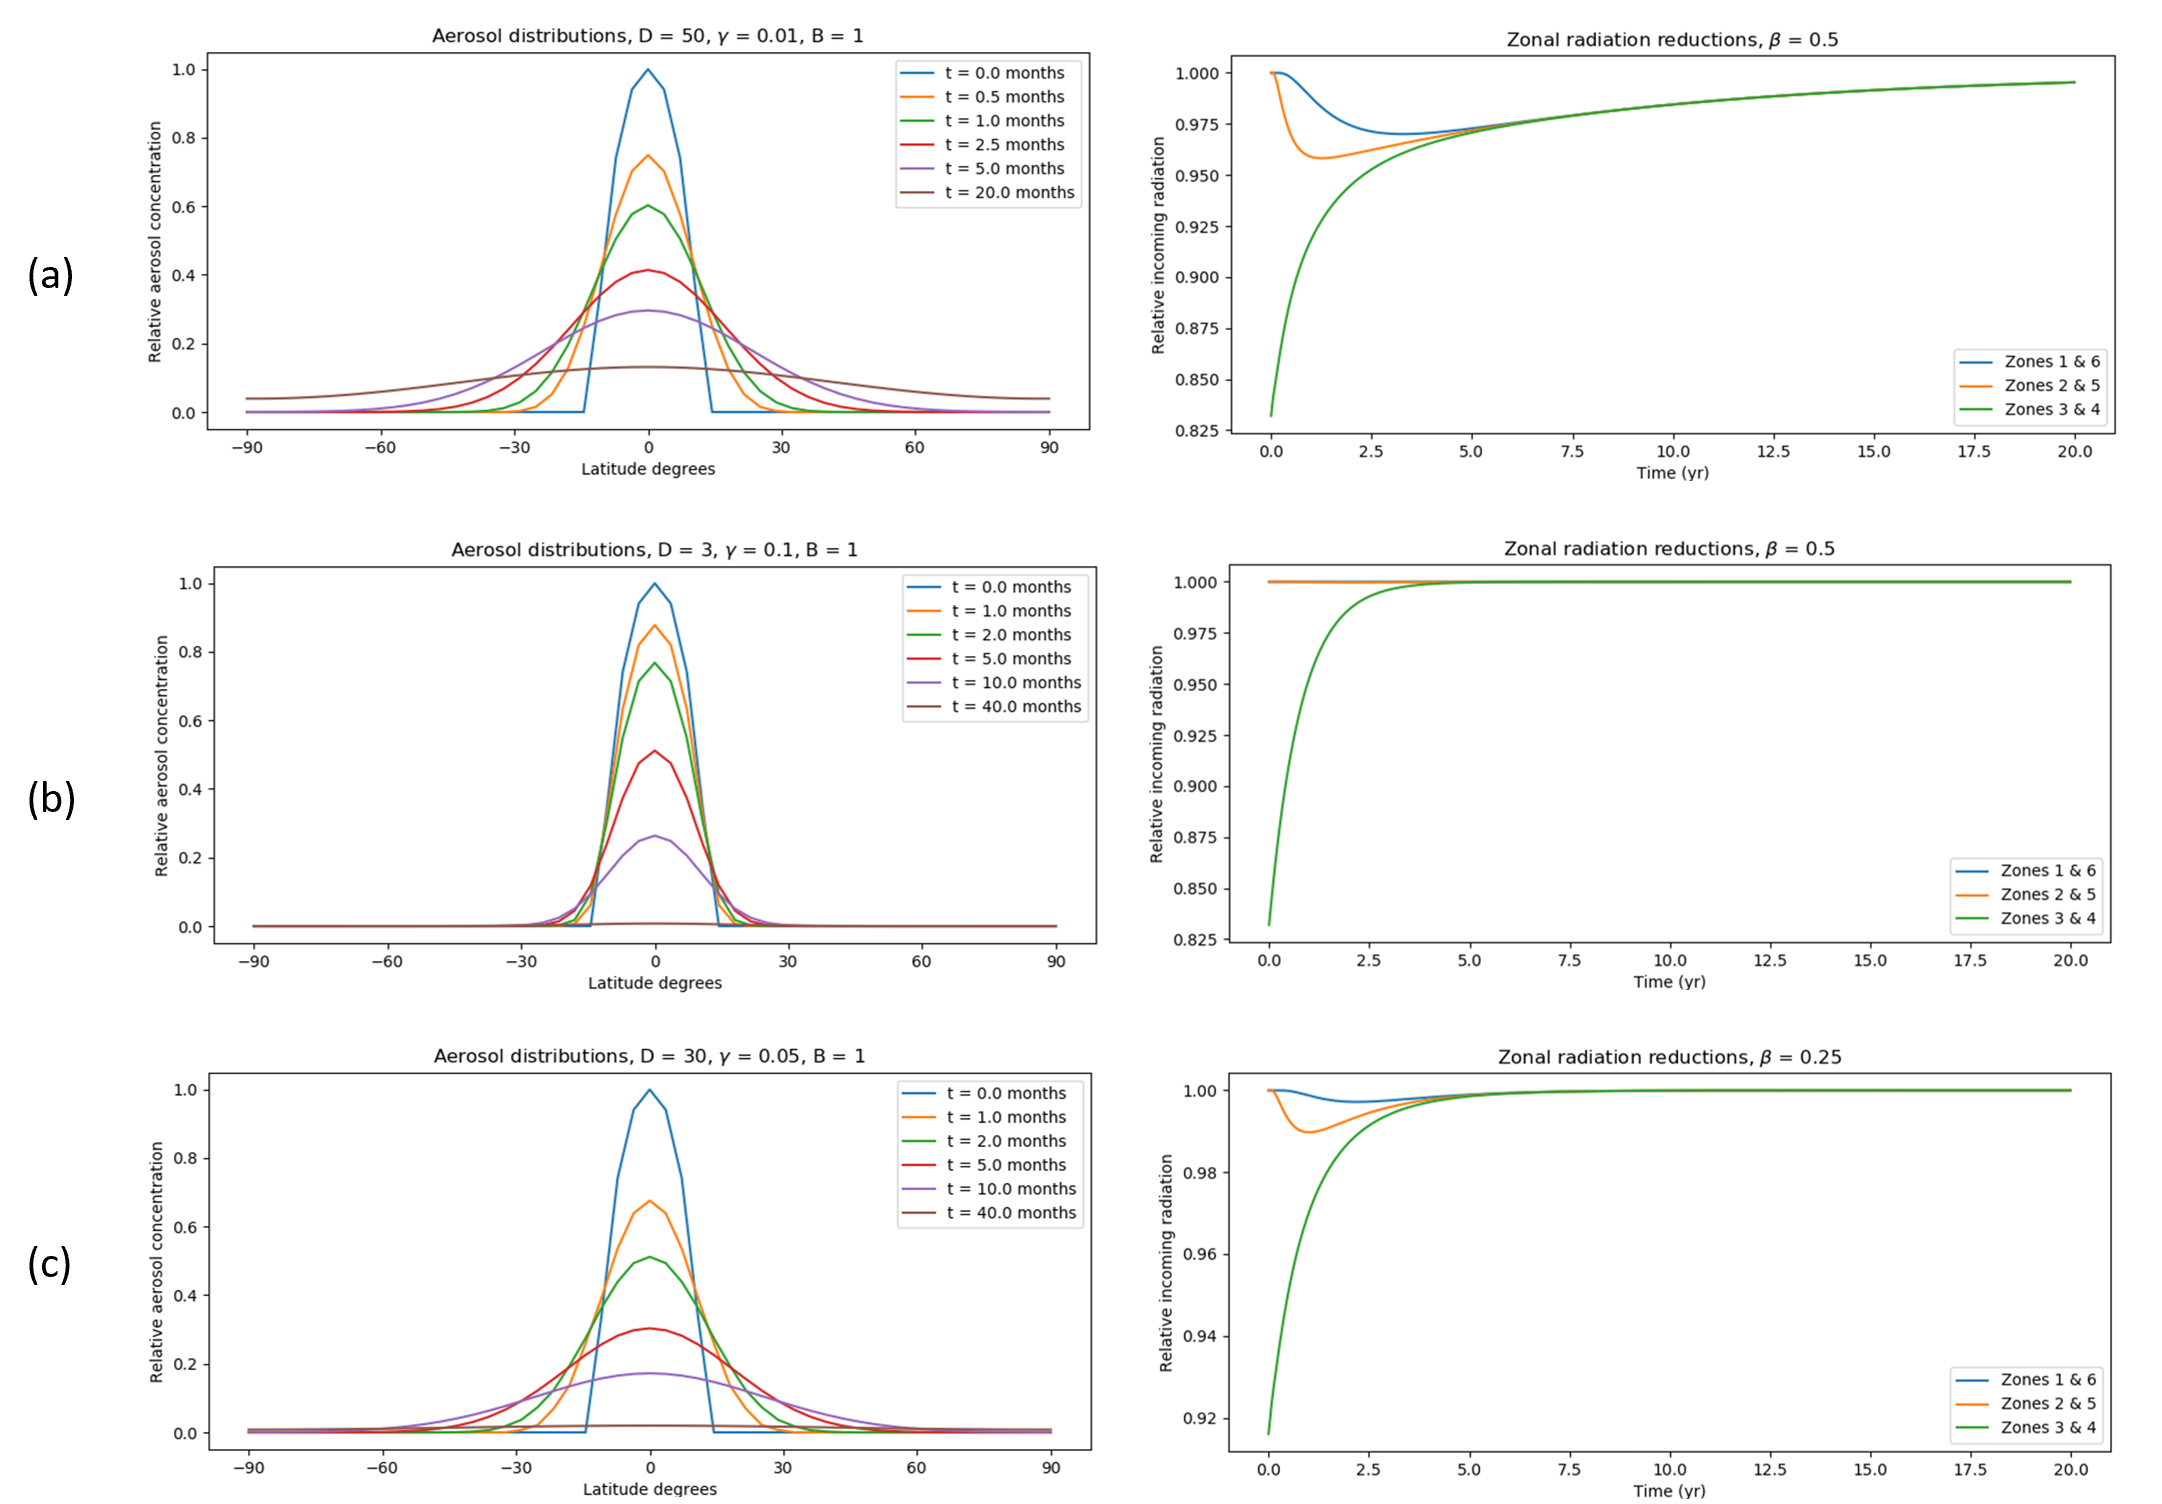 (a)
Aerosol distributions, D = 50, γ = 0.01, B = 1
Relative aerosol concentration
1.0
0.8
0.6
0.4
0.2
0.0
t = 0.0 months
t = 0.5 months
t = 1.0 months
t = 2.5 months
t = 5.0 months
t = 20.0 months
−90 −60 −30 0 30 60 90
Latitude degrees
Zonal radiation reductions, β = 0.5
Relative incoming radiation
1.000
0.975
0.950
0.925
0.900
0.875
0.850
0.825
Zones 1 & 6
Zones 2 & 5
Zones 3 & 4
0.0 2.5 5.0 7.5 10.0 12.5 15.0 17.5 20.0
Time (yr)
(b)
Aerosol distributions, D = 3, γ = 0.1, B = 1
Relative aerosol concentration
1.0
0.8
0.6
0.4
0.2
0.0
t = 0.0 months
t = 1.0 months
t = 2.0 months
t = 5.0 months
t = 10.0 months
t = 40.0 months
−90 −60 −30 0 30 60 90
Latitude degrees
Zonal radiation reductions, β = 0.5
Relative incoming radiation
1.000
0.975
0.950
0.925
0.900
0.875
0.850
0.825
Zones 1 & 6
Zones 2 & 5
Zones 3 & 4
0.0 2.5 5.0 7.5 10.0 12.5 15.0 17.5 20.0
Time (yr)
(c)
Aerosol distributions, D = 30, γ = 0.05, B = 1
Relative aerosol concentration
1.0
0.8
0.6
0.4
0.2
0.0
t = 0.0 months
t = 1.0 months
t = 2.0 months
t = 5.0 months
t = 10.0 months
t = 40.0 months
−90 −60 −30 0 30 60 90
Latitude degrees
Zonal radiation reductions, β = 0.25
Relative incoming radiation
1.00
0.98
0.96
0.94
0.92
Zones 1 & 6
Zones 2 & 5
Zones 3 & 4
0.0 2.5 5.0 7.5 10.0 12.5 15.0 17.5 20.0
Time (yr)